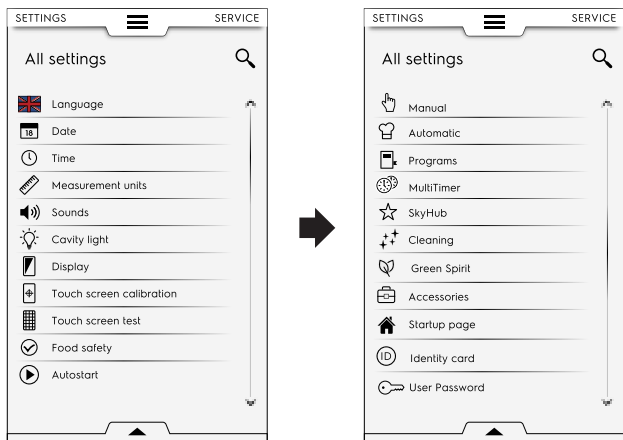 SETTINGS SERVICE
All settings
Language
18 Date
Time
Measurement units
Sounds
Cavity light
Display
Touch screen calibration
Touch screen test
Food safety
Autostart
SETTINGS SERVICE
All settings
Manual
Automatic
Programs
MultiTimer
SkyHub
Cleaning
Green Spirit
Accessories
Startup page
ID Identity card
User Password